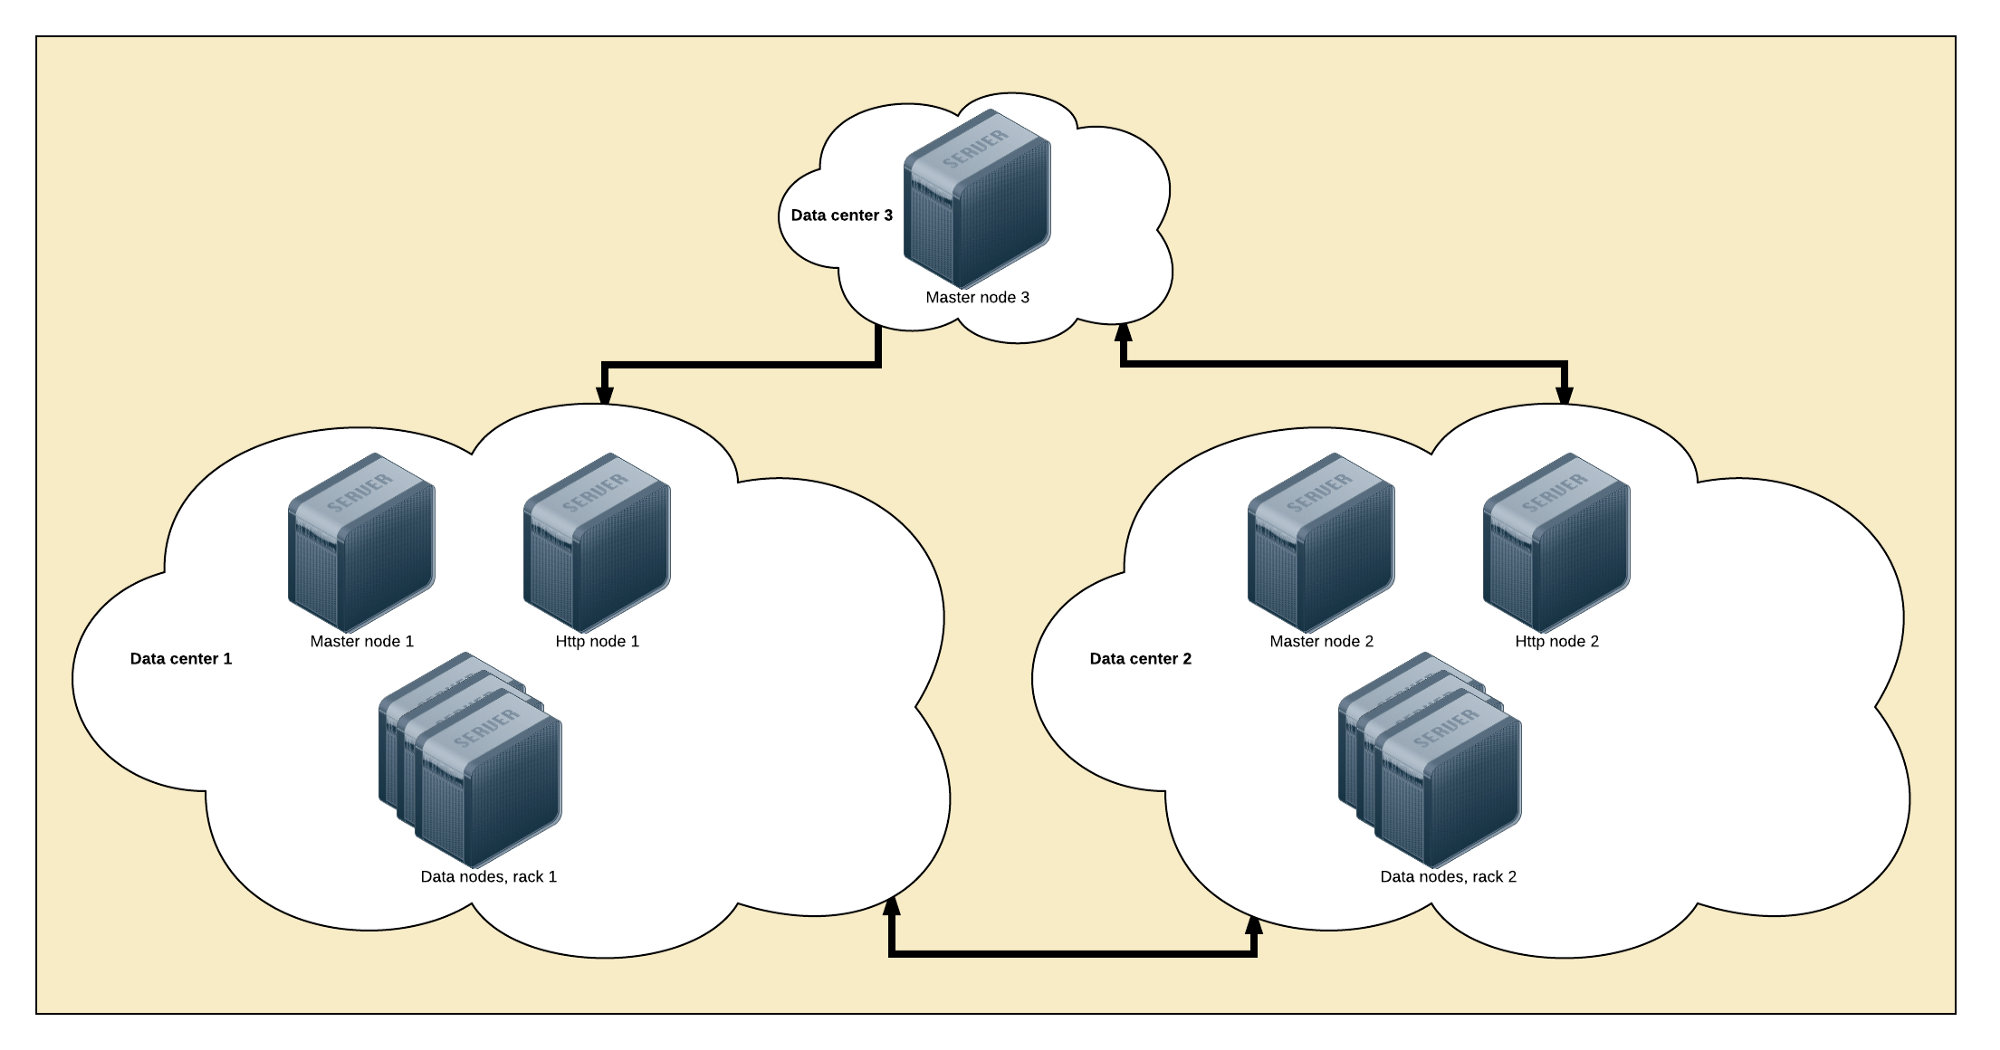 SERVER
Data center 3
Master node 3
SERVER
SERVER
Master node 1
Http node 1
Data center 1
SERVER
Data nodes, rack 1
SERVER
SERVER
Master node 2
Http node 2
Data center 2
SERVER
Data nodes, rack 2